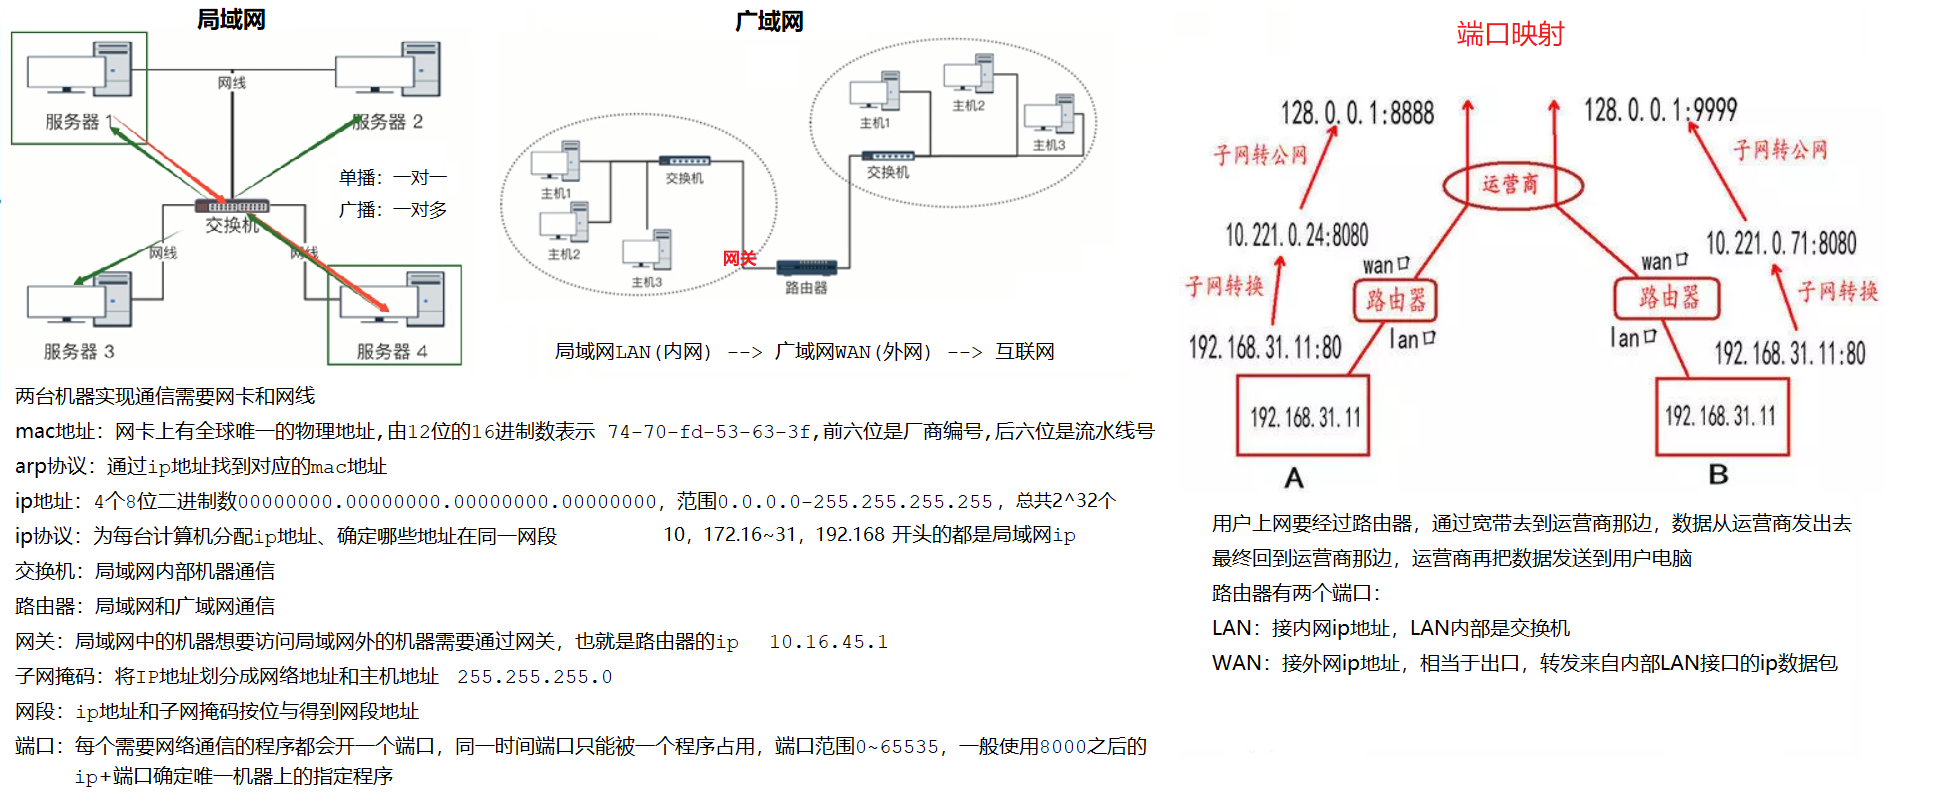 局域网
服务器 1
网线
服务器 2
单播：一对一
广播：一对多
交换机
网线
网线
服务器 3
服务器 4
广域网
主机1
主机2
主机3
交换机
网关
路由器
主机1
主机2
主机3
交换机
局域网LAN(内网) --> 广域网WAN(外网) --> 互联网
两台机器实现通信需要网卡和网线
mac地址：网卡上有全球唯一的物理地址,由12位的16进制数表示 74-70-fd-53-63-3f,前六位是厂商编号,后六位是流水线号
arp协议：通过ip地址找到对应的mac地址
ip地址：4个8位二进制数00000000.00000000.00000000.00000000，范围0.0.0.0-255.255.255.255，总共2^32个
ip协议：为每台计算机分配ip地址、确定哪些地址在同一网段 10，172.16~31，192.168 开头的都是局域网ip
交换机：局域网内部机器通信
路由器：局域网和广域网通信
网关：局域网中的机器想要访问局域网外的机器需要通过网关，也就是路由器的ip 10.16.45.1
子网掩码：将IP地址划分成网络地址和主机地址 255.255.255.0
网段：ip地址和子网掩码按位与得到网段地址
端口：每个需要网络通信的程序都会开一个端口，同一时间端口只能被一个程序占用，端口范围0~65535，一般使用8000之后的
ip+端口确定唯一机器上的指定程序
端口映射
128.0.0.1:8888
128.0.0.1:9999
子网转公网
子网转公网
运营商
10.221.0.24:8080
10.221.0.71:8080
wan口
wan口
子网转换
路由器
路由器
子网转换
lan口
lan口
192.168.31.11:80
192.168.31.11:80
192.168.31.11
192.168.31.11
A
B
用户上网要经过路由器，通过宽带去到运营商那边，数据从运营商发出去
最终回到运营商那边，运营商再把数据发送到用户电脑
路由器有两个端口：
LAN：接内网ip地址，LAN内部是交换机
WAN：接外网ip地址，相当于出口，转发来自内部LAN接口的ip数据包